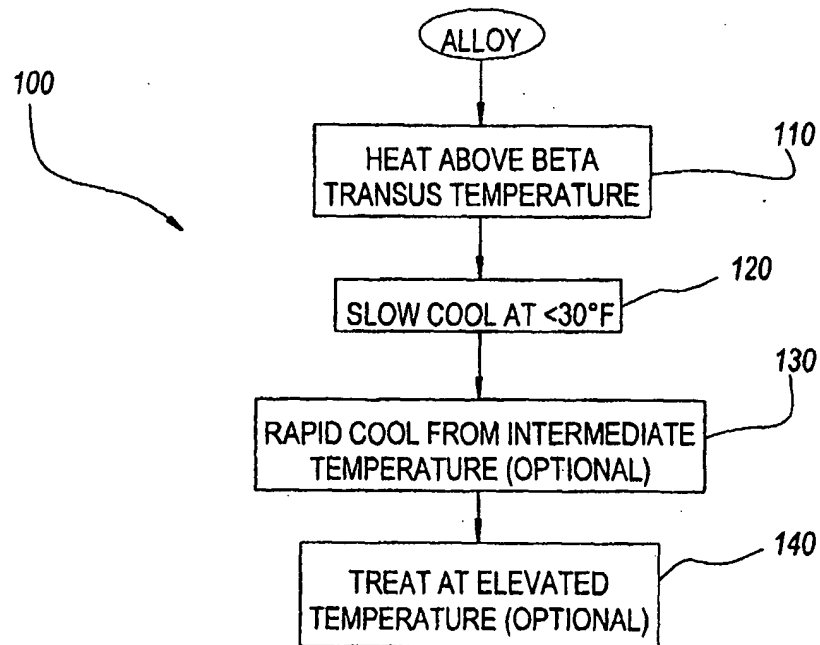 ALLOY
100
HEAT ABOVE BETA
TRANSUS TEMPERATURE
110
SLOW COOL AT <30°F
120
RAPID COOL FROM INTERMEDIATE
TEMPERATURE (OPTIONAL)
130
TREAT AT ELEVATED
TEMPERATURE (OPTIONAL)
140